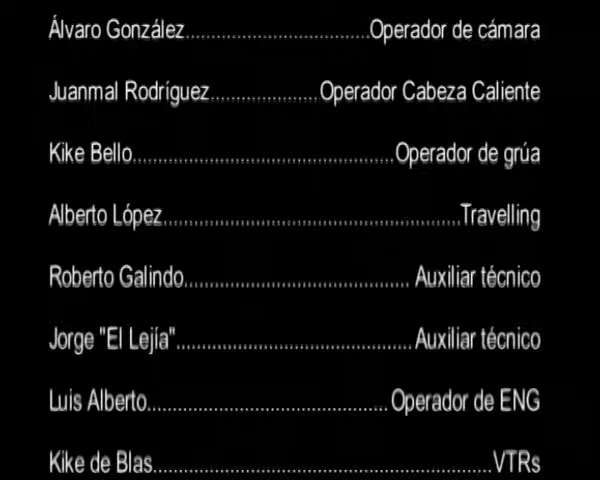 Álvaro González....................................Operador de cámara
Juanmal Rodríguez.....................Operador Cabeza Caliente
Kike Bello...................................................Operador de grúa
Alberto López..........................................................Travelling
Roberto Galindo............................................ Auxiliar técnico
Jorge "El Lejía".............................................. Auxiliar técnico
Luis Alberto...............................................Operador de ENG
Kike de Blas..................................................................VTRs